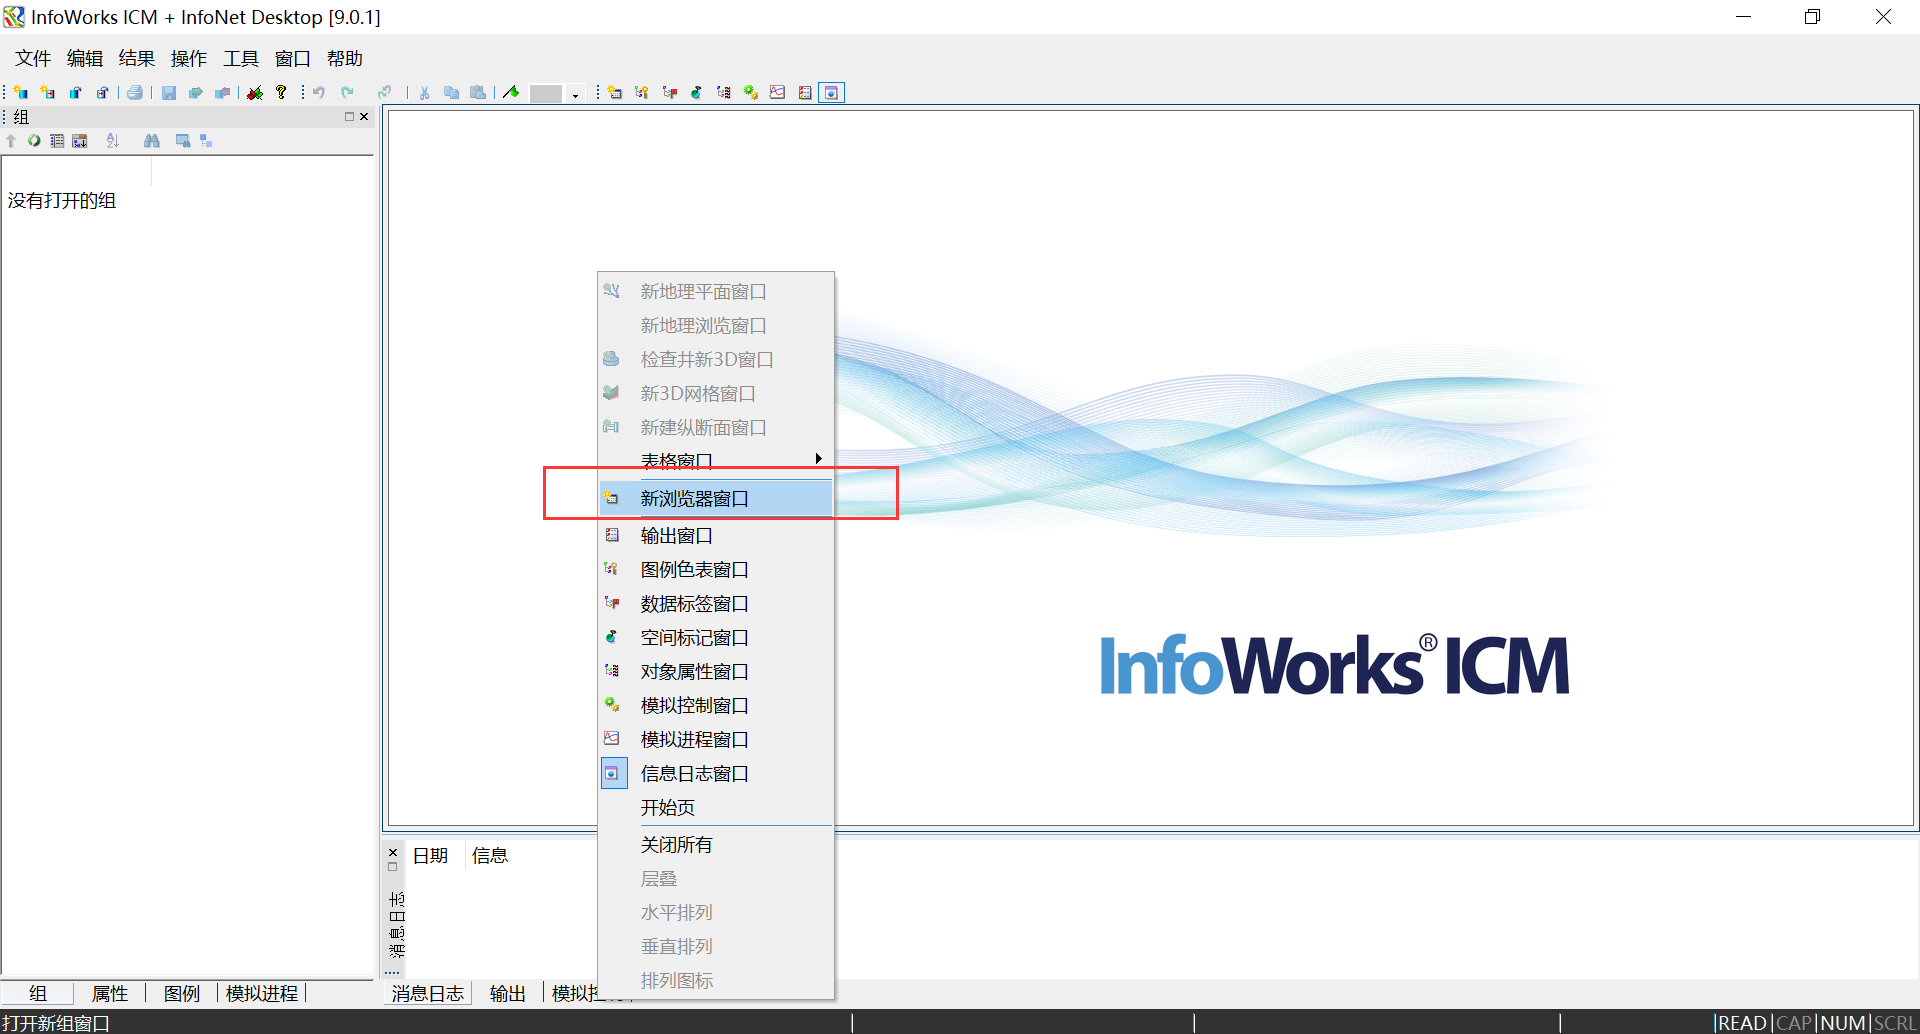 InfoWorks ICM + InfoNet Desktop [9.0.1]
文件 编辑 结果 操作 工具 窗口 帮助
组
没有打开的组
新地理平面窗口
新地理浏览窗口
检查井新3D窗口
新3D网格窗口
新建纵断面窗口
表格窗口
新浏览器窗口
输出窗口
图例色表窗口
数据标签窗口
空间标记窗口
对象属性窗口
模拟控制窗口
模拟进程窗口
信息日志窗口
开始页
关闭所有
层叠
水平排列
垂直排列
排列图标
InfoWorks® ICM
日期 信息
消息日志
组 属性 图例 模拟进程
消息日志 输出 模拟控
打开新组窗口
READ CAP NUM SCRL